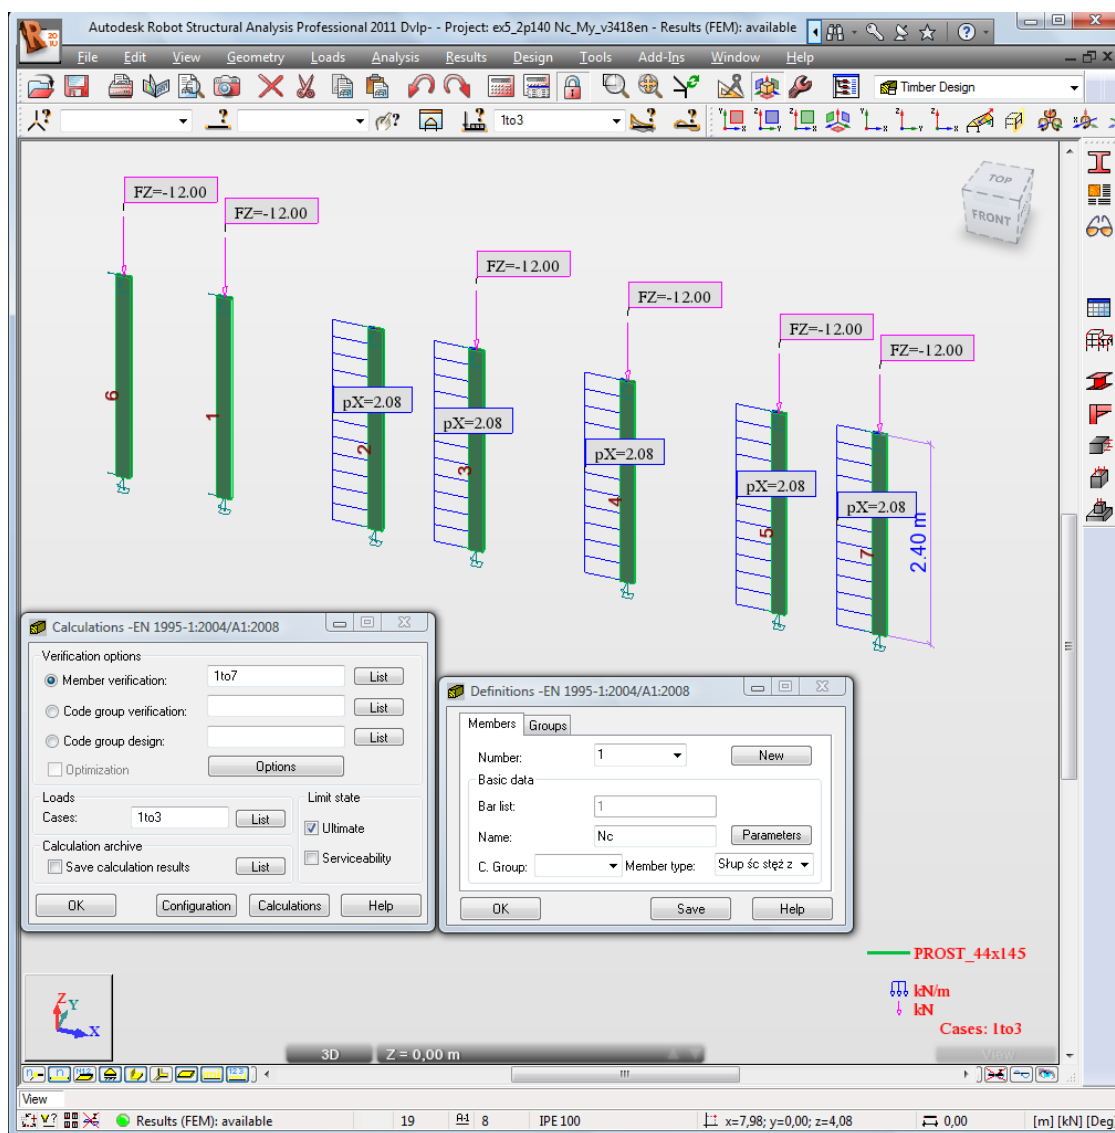 Autodesk Robot Structural Analysis Professional 2011 Dvlp- - Project: ex5_2p140 Nc_My_v3418en - Results (FEM): available
File Edit View Geometry Loads Analysis Results Design Tools Add-Ins Window Help
Timber Design
1to3
TOP
FRONT
FZ=-12.00
FZ=-12.00
FZ=-12.00
FZ=-12.00
FZ=-12.00
FZ=-12.00
pX=2.08
pX=2.08
pX=2.08
pX=2.08
pX=2.08
6
1
2
3
4
5
7
2.40 m
Calculations -EN 1995-1:2004/A1:2008
Verification options
Member verification: 1to7 List
Code group verification: List
Code group design: List
Optimization Options
Loads
Cases: 1to3 List
Limit state
Ultimate
Serviceability
Calculation archive
Save calculation results List
OK Configuration Calculations Help
Definitions -EN 1995-1:2004/A1:2008
Members Groups
Number: 1 New
Basic data
Bar list: 1
Name: Nc Parameters
C. Group: Member type: Słup śc stęż z
OK Save Help
PROST_44x145
kN/m
kN
Cases: 1to3
Z Y X
3D Z = 0,00 m View
View
Results (FEM): available 19 8 IPE 100 x=7,98; y=0,00; z=4,08 0,00 [m] [kN] [Deg